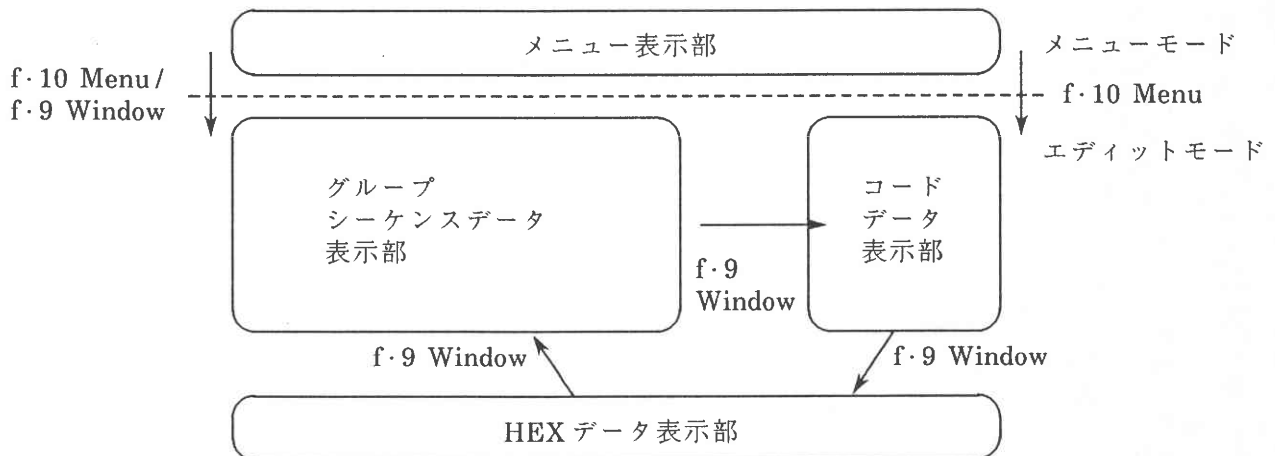 メニュー表示部
メニューモード
f・10 Menu /
f・9 Window
f・10 Menu
エディットモード
グループ
シーケンスデータ
表示部
コード
データ
表示部
f・9
Window
f・9 Window
f・9 Window
HEX データ表示部